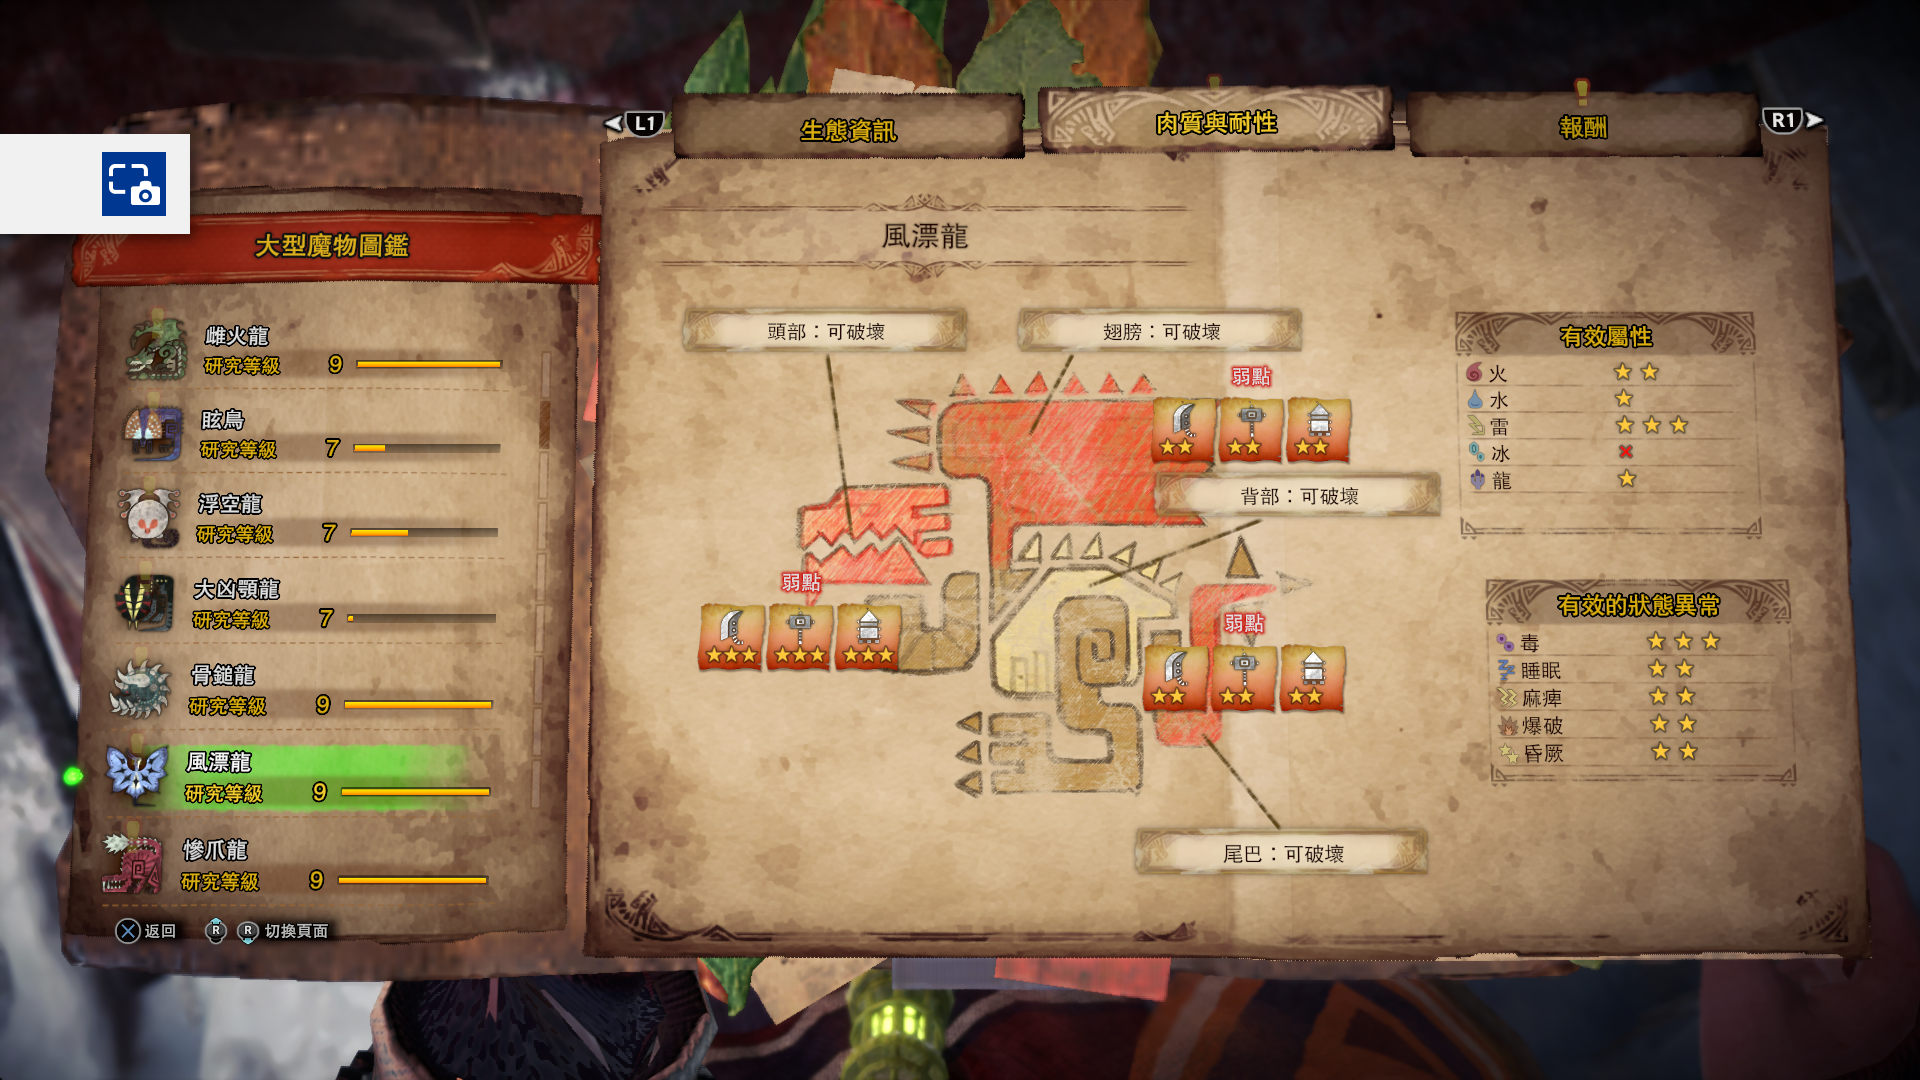 L1
生態資訊
肉質與耐性
報酬
R1
大型魔物圖鑑
雌火龍
研究等級 9
眩鳥
研究等級 7
浮空龍
研究等級 7
大凶顎龍
研究等級 7
骨鎚龍
研究等級 9
風漂龍
研究等級 9
慘爪龍
研究等級 9
返回
R
R
切換頁面
風漂龍
頭部：可破壞
翅膀：可破壞
弱點
背部：可破壞
弱點
弱點
尾巴：可破壞
有效屬性
火
水
雷
冰
龍
有效的狀態異常
毒
睡眠
麻痺
爆破
昏厥